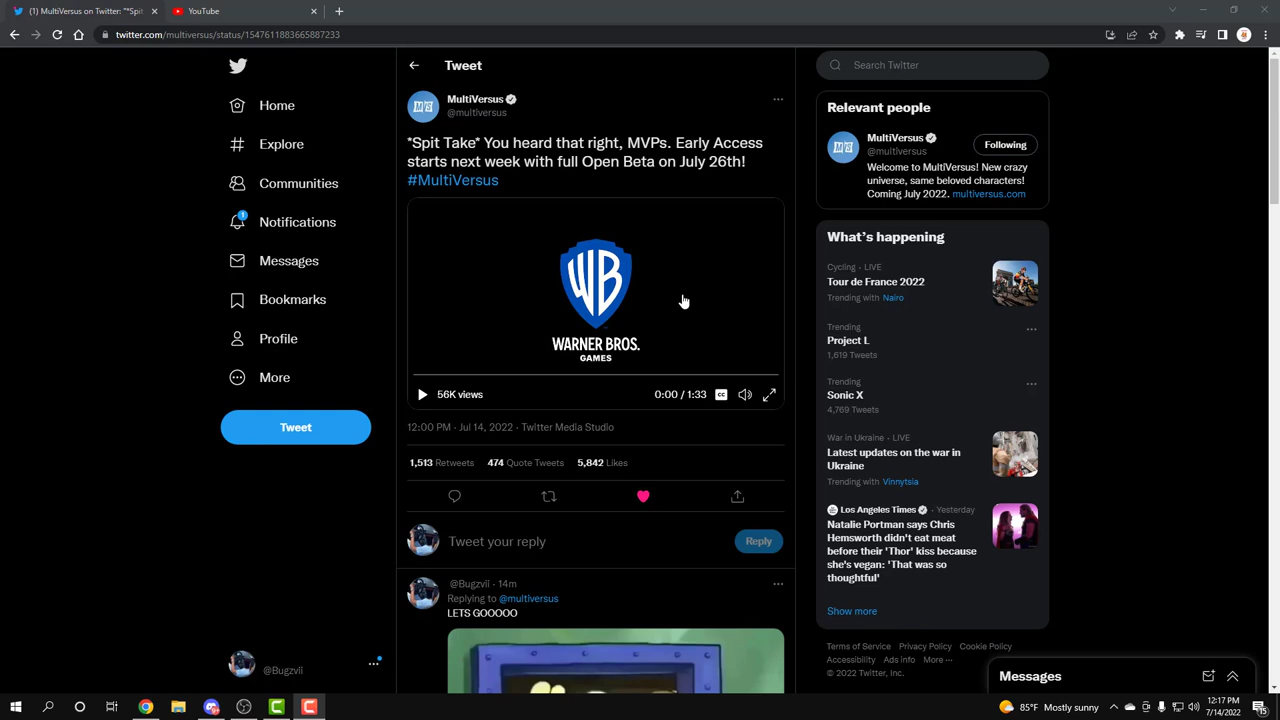 (1) MultiVersus on Twitter: "*Spit
YouTube
twitter.com/multiversus/status/1547611883665887233
Home
Explore
Communities
1
Notifications
Messages
Bookmarks
Profile
More
Tweet
@Bugzvii
Tweet
MultiVersus
@multiversus
*Spit Take* You heard that right, MVPs. Early Access
starts next week with full Open Beta on July 26th!
#MultiVersus
WB
WARNER BROS.
GAMES
56K views
0:00 / 1:33
CC
12:00 PM · Jul 14, 2022 · Twitter Media Studio
1,513 Retweets 474 Quote Tweets 5,842 Likes
Tweet your reply
Reply
@Bugzvii · 14m
Replying to @multiversus
LETS GOOOOO
Search Twitter
Relevant people
MultiVersus
@multiversus
Following
Welcome to MultiVersus! New crazy
universe, same beloved characters!
Coming July 2022. multiversus.com
What's happening
Cycling · LIVE
Tour de France 2022
Trending with Nairo
Trending
Project L
1,619 Tweets
Trending
Sonic X
4,769 Tweets
War in Ukraine · LIVE
Latest updates on the war in
Ukraine
Trending with Vinnytsia
Los Angeles Times · Yesterday
Natalie Portman says Chris
Hemsworth didn't eat meat
before their 'Thor' kiss because
she's vegan: 'That was so
thoughtful'
Show more
Terms of Service Privacy Policy Cookie Policy
Accessibility Ads info More ···
© 2022 Twitter, Inc.
Messages
85°F Mostly sunny
12:17 PM
7/14/2022